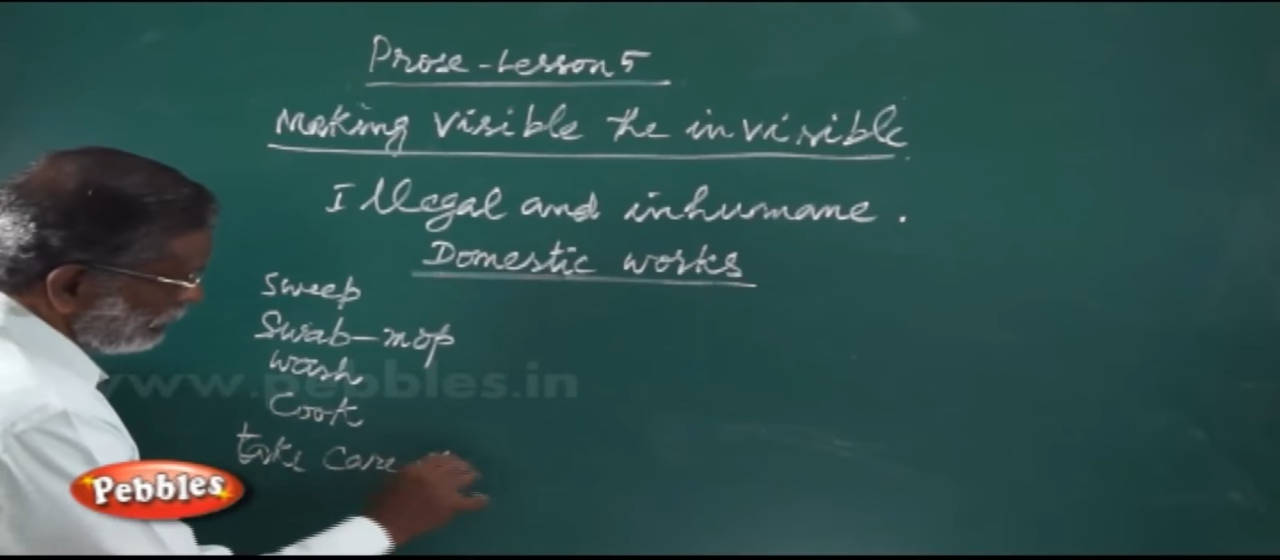 Prose - Lesson 5
Making visible the invisible
Illegal and inhumane.
Domestic works
Sweep
Swab - mop
wash
Cook
take care
www.pebbles.in
Pebbles